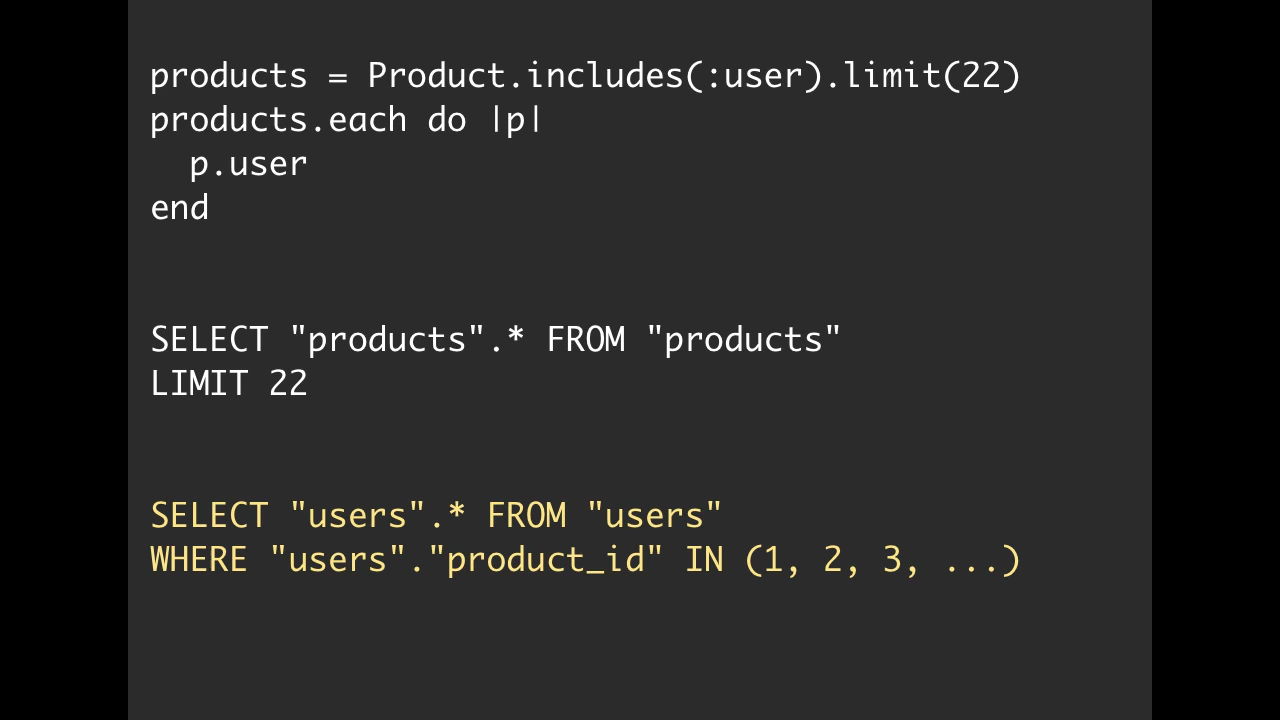 products = Product.includes(:user).limit(22)
products.each do |p|
  p.user
end
SELECT "products".* FROM "products"
LIMIT 22
SELECT "users".* FROM "users"
WHERE "users"."product_id" IN (1, 2, 3, ...)